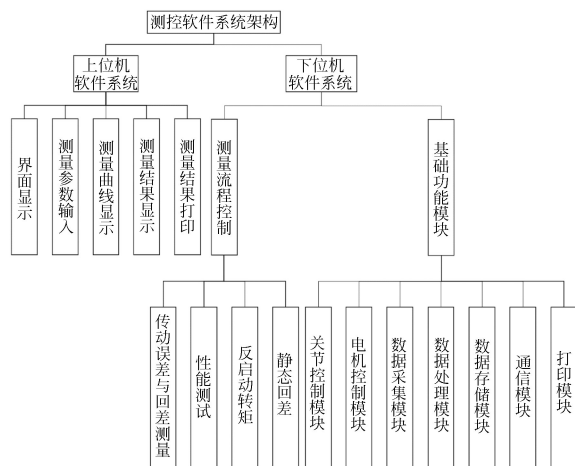 测控软件系统架构
上位机
软件系统
下位机
软件系统
界面显示
测量参数输入
测量曲线显示
测量结果显示
测量结果打印
测量流程控制
基础功能模块
传动误差与回差测量
性能测试
反启动转矩
静态回差
关节控制模块
电机控制模块
数据采集模块
数据处理模块
数据存储模块
通信模块
打印模块